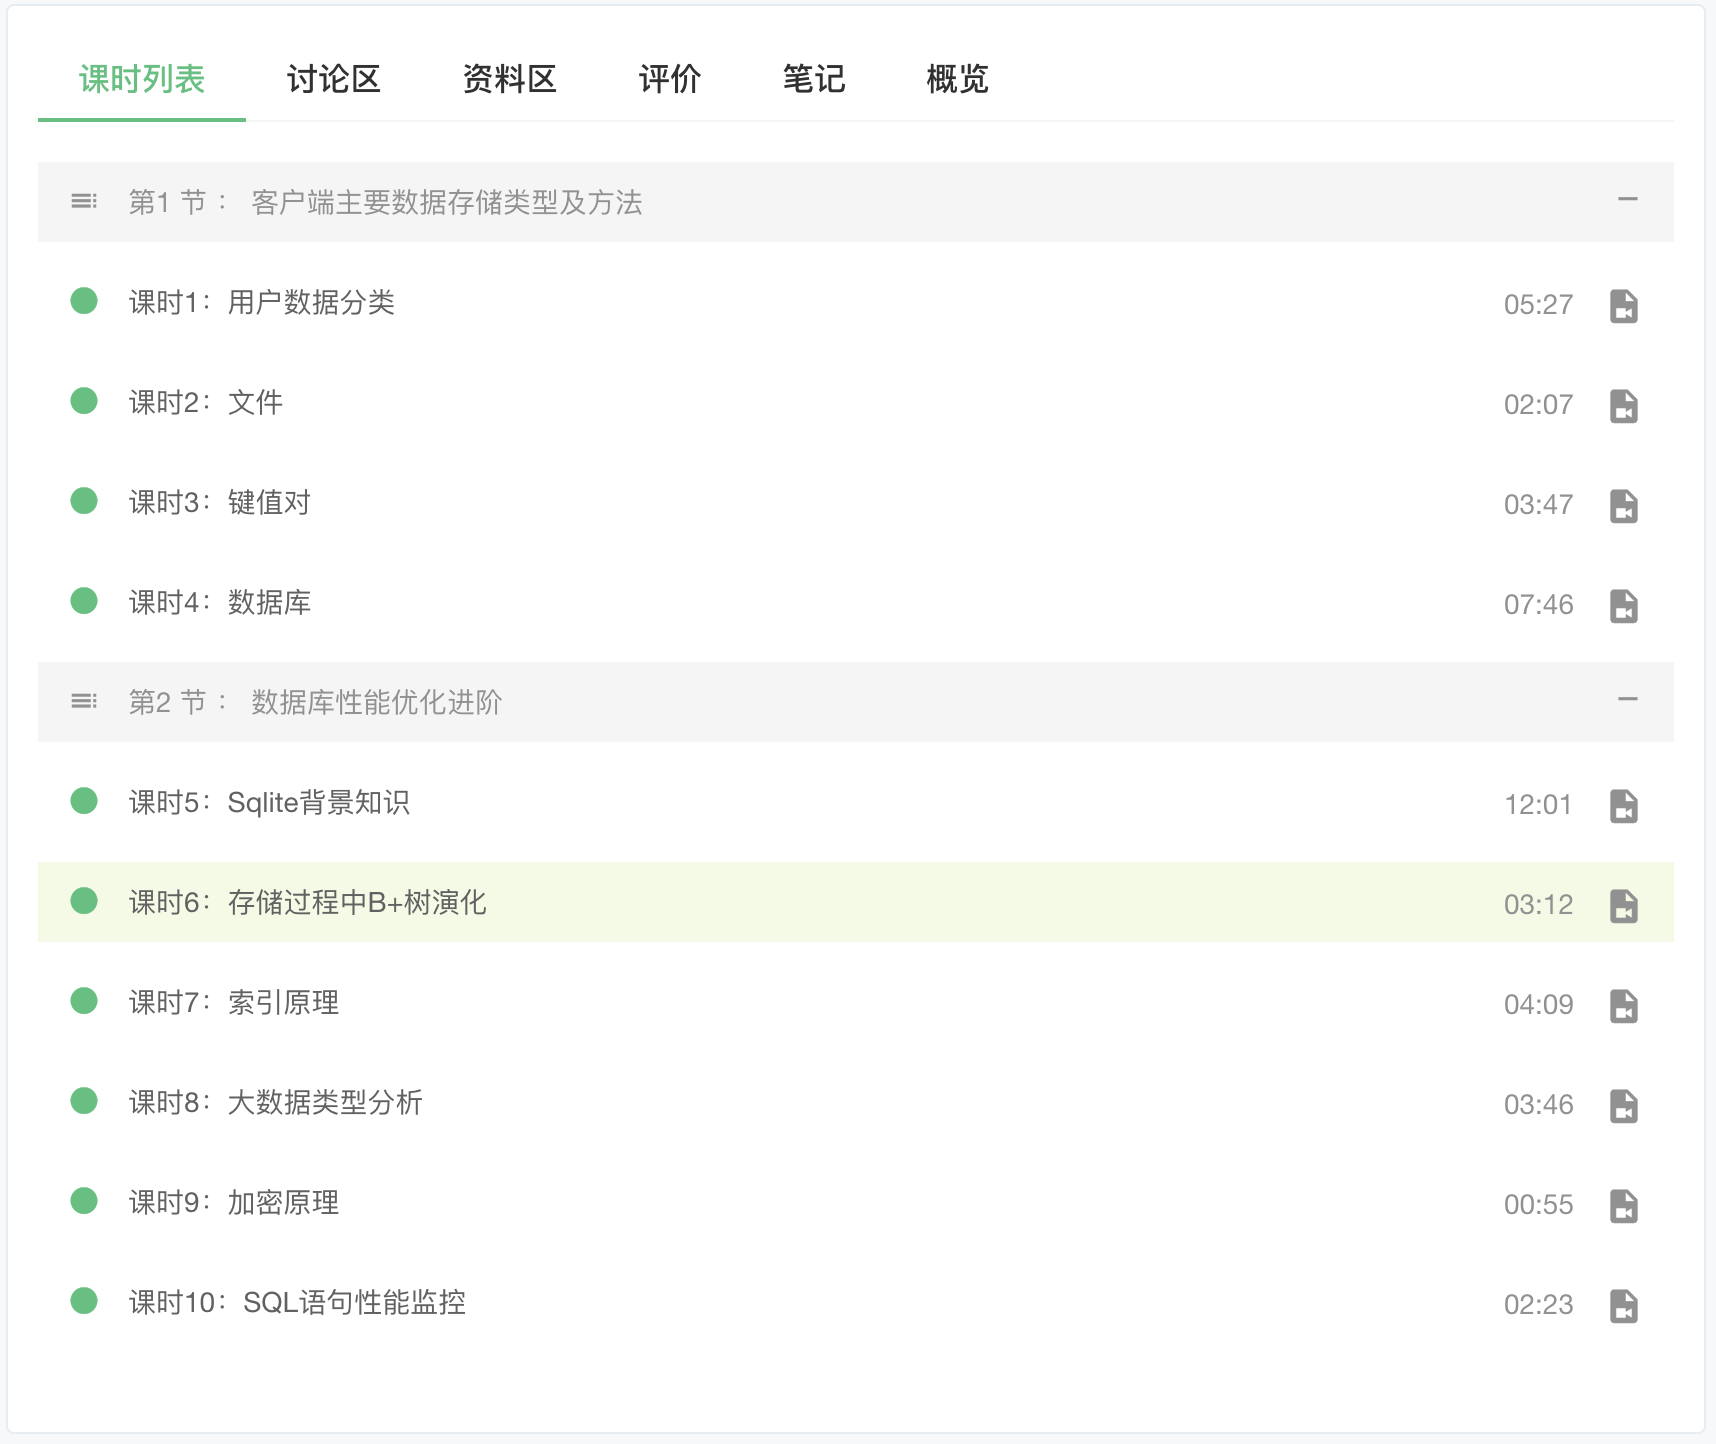 课时列表 讨论区 资料区 评价 笔记 概览
第1 节： 客户端主要数据存储类型及方法
课时1：用户数据分类 05:27
课时2：文件 02:07
课时3：键值对 03:47
课时4：数据库 07:46
第2 节： 数据库性能优化进阶
课时5：Sqlite背景知识 12:01
课时6：存储过程中B+树演化 03:12
课时7：索引原理 04:09
课时8：大数据类型分析 03:46
课时9：加密原理 00:55
课时10：SQL语句性能监控 02:23